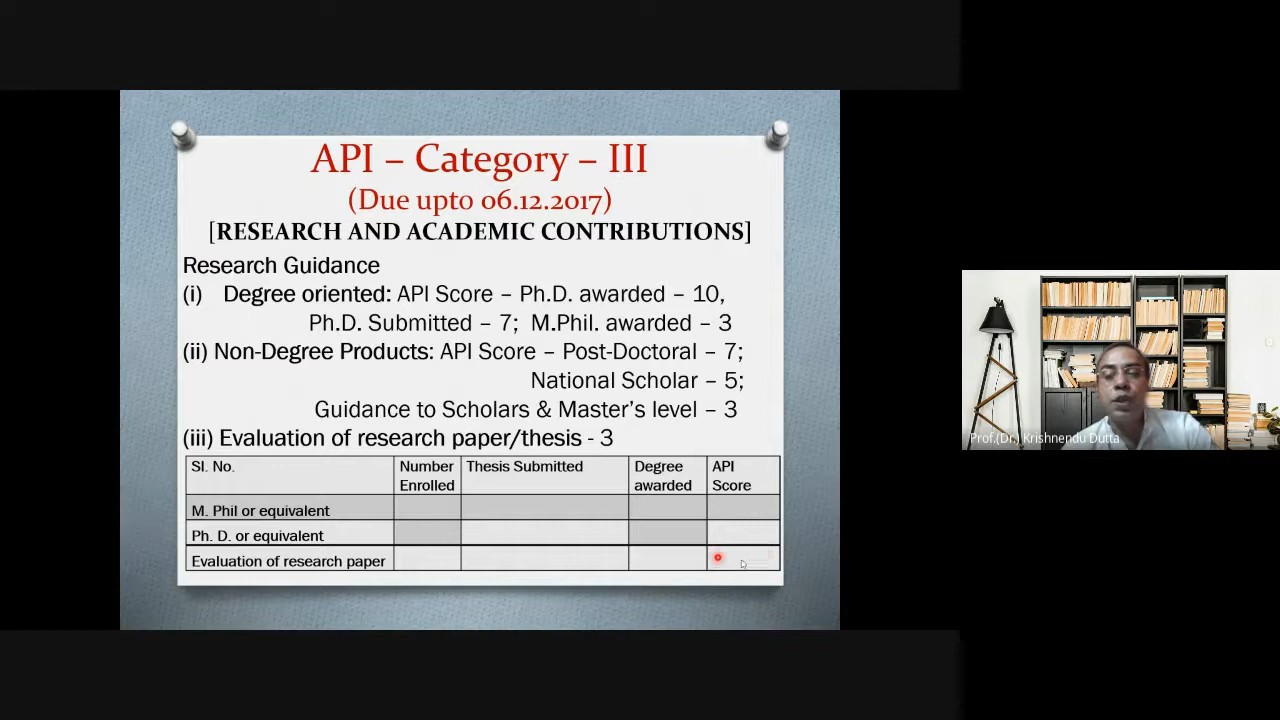 API – Category – III
(Due upto 06.12.2017)
[RESEARCH AND ACADEMIC CONTRIBUTIONS]
Research Guidance
(i) Degree oriented: API Score – Ph.D. awarded – 10,
Ph.D. Submitted – 7; M.Phil. awarded – 3
(ii) Non-Degree Products: API Score – Post-Doctoral – 7;
National Scholar – 5;
Guidance to Scholars & Master's level – 3
(iii) Evaluation of research paper/thesis - 3
Sl. No. Number Enrolled Thesis Submitted Degree awarded API Score
M. Phil or equivalent
Ph. D. or equivalent
Evaluation of research paper
Prof.(Dr.) Krishnendu Dutta